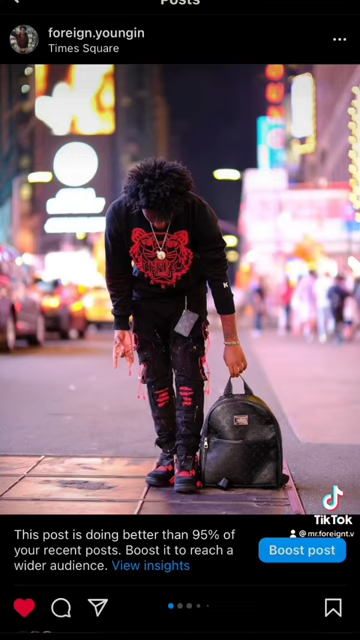 Posts
foreign.youngin
Times Square
TikTok
@ mr.foreignt.v
This post is doing better than 95% of
your recent posts. Boost it to reach a
wider audience. View insights
Boost post